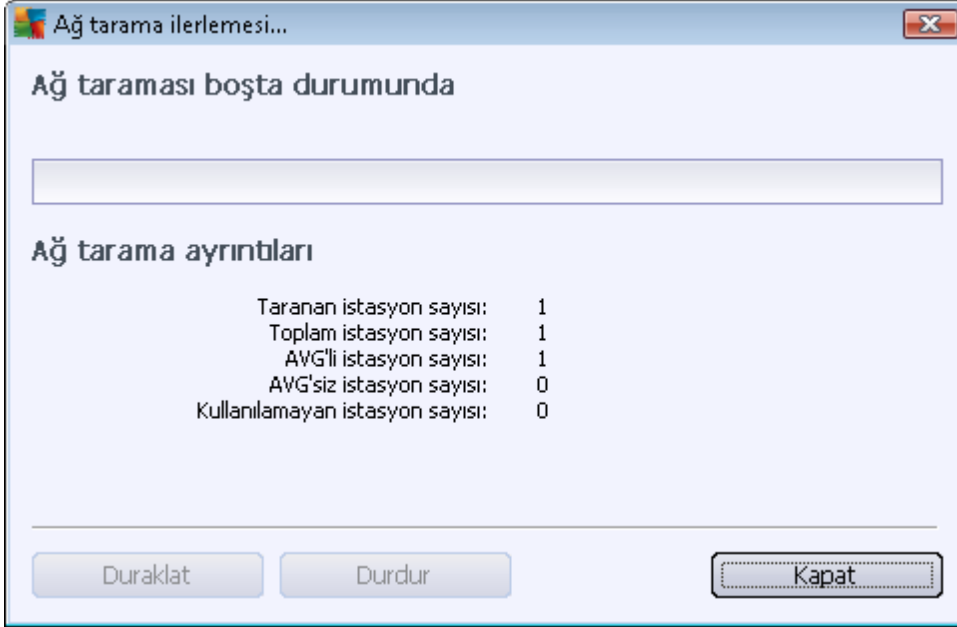 Ağ tarama ilerlemesi...
Ağ taraması boşta durumunda
Ağ tarama ayrıntıları
Taranan istasyon sayısı: 1
Toplam istasyon sayısı: 1
AVG'li istasyon sayısı: 1
AVG'siz istasyon sayısı: 0
Kullanılamayan istasyon sayısı: 0
Duraklat Durdur Kapat